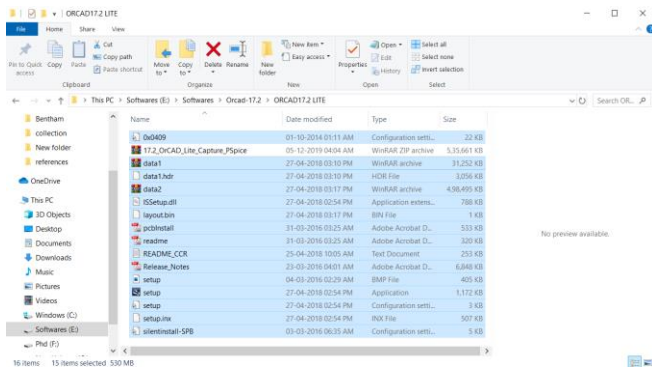 ORCAD17.2 LITE
File Home Share View
Pin to Quick access
Copy
Paste
Cut
Copy path
Paste shortcut
Move to
Copy to
Delete
Rename
New folder
New item
Easy access
Properties
Open
Edit
History
Select all
Select none
Invert selection
Clipboard Organize New Open Select
This PC > Softwares (E:) > Softwares > Orcad-17.2 > ORCAD17.2 LITE
Search OR...
Bentham
collection
New folder
references
OneDrive
This PC
3D Objects
Desktop
Documents
Downloads
Music
Pictures
Videos
Windows (C:)
Softwares (E:)
Phd (F:)
Name Date modified Type Size
0x0409 01-10-2014 01:11 AM Configuration setti... 22 KB
17.2_OrCAD_Lite_Capture_PSpice 05-12-2019 04:04 AM WinRAR ZIP archive 5,35,661 KB
data1 27-04-2018 03:10 PM WinRAR archive 31,252 KB
data1.hdr 27-04-2018 03:10 PM HDR File 3,056 KB
data2 27-04-2018 03:17 PM WinRAR archive 4,98,495 KB
ISSetup.dll 27-04-2018 02:54 PM Application extens... 788 KB
layout.bin 27-04-2018 03:17 PM BIN File 1 KB
pcbInstall 31-03-2016 03:25 AM Adobe Acrobat D... 533 KB
readme 31-03-2016 03:25 AM Adobe Acrobat D... 320 KB
README_CCR 25-04-2018 10:05 AM Text Document 253 KB
Release_Notes 23-03-2016 04:01 AM Adobe Acrobat D... 6,848 KB
setup 04-03-2016 02:29 AM BMP File 405 KB
setup 27-04-2018 02:54 PM Application 1,172 KB
setup 27-04-2018 02:54 PM Configuration setti... 3 KB
setup.inx 27-04-2018 02:54 PM INX File 507 KB
silentinstall-SPB 03-03-2016 06:35 AM Configuration setti... 5 KB
No preview available.
16 items 15 items selected 530 MB